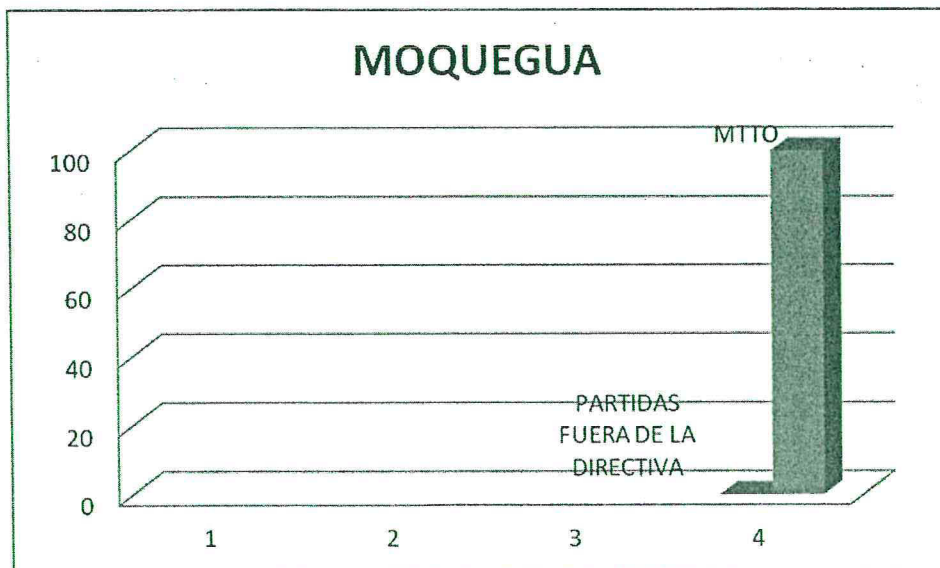 MOQUEGUA
MTTO
100
80
60
40
20
0
PARTIDAS
FUERA DE LA
DIRECTIVA
1 2 3 4